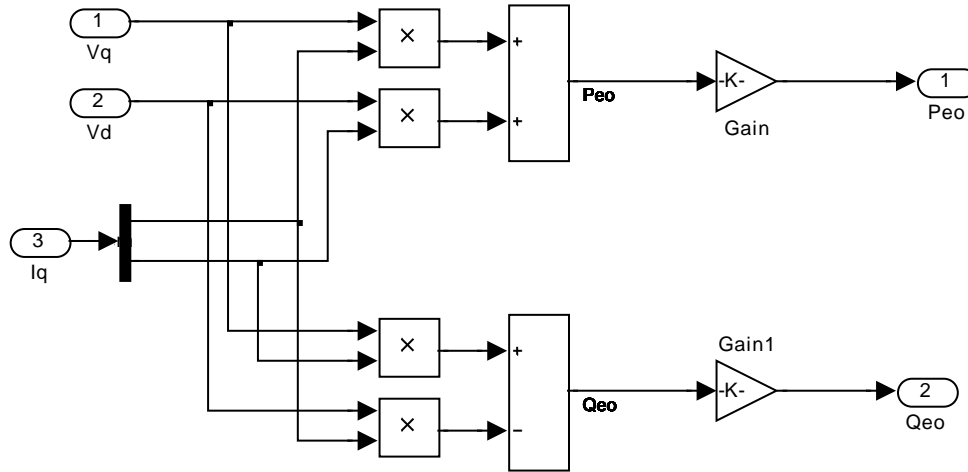 1
Vq
2
Vd
3
Iq
×
×
×
×
+
+
Peo
-K-
Gain
1
Peo
+
−
Qeo
Gain1
-K-
2
Qeo